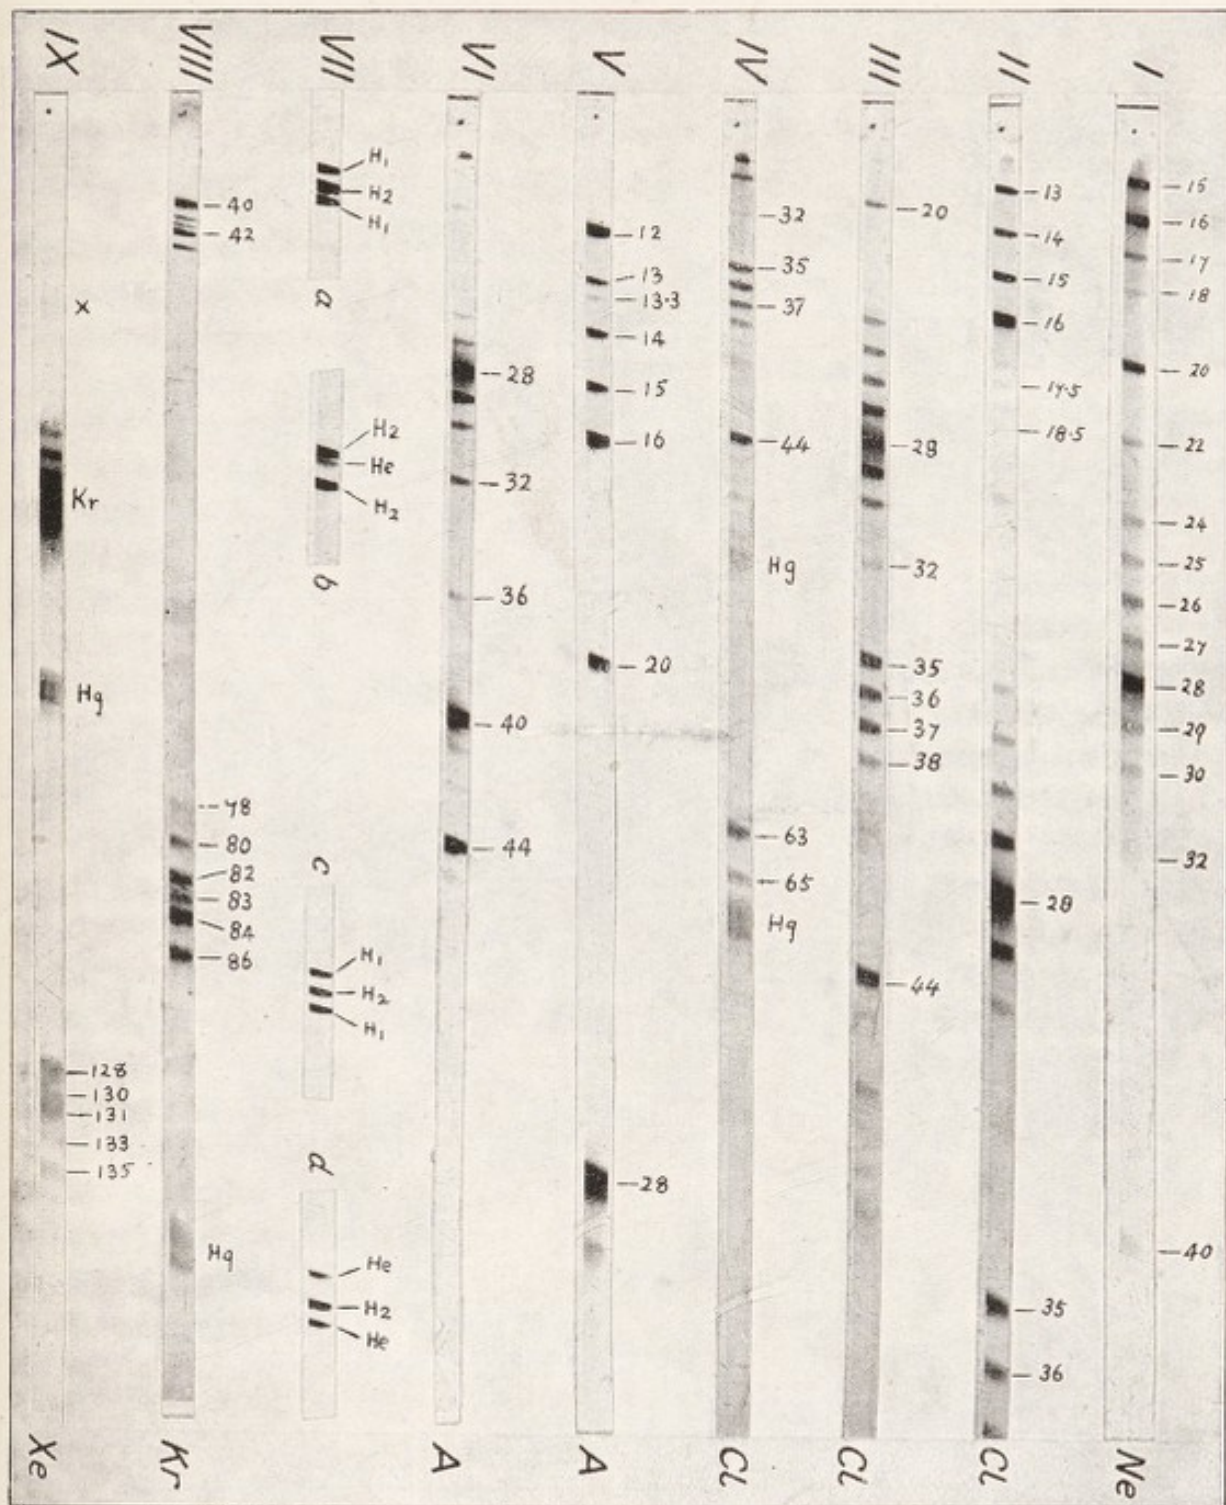 IX
VIII
VII
VI
V
IV
III
II
I
x
Kr
Hg
128
130
131
133
135
Xe
40
42
78
80
82
83
84
86
Hg
Kr
H1
H2
H1
a
H2
He
H2
b
c
H1
H2
H1
d
He
H2
He
28
32
36
40
44
A
12
13
13·3
14
15
16
20
28
A
32
35
37
44
Hg
63
65
Hg
Cl
20
28
32
35
36
37
38
44
Cl
13
14
15
16
17·5
18·5
28
35
36
Cl
15
16
17
18
20
22
24
25
26
27
28
29
30
32
40
Ne